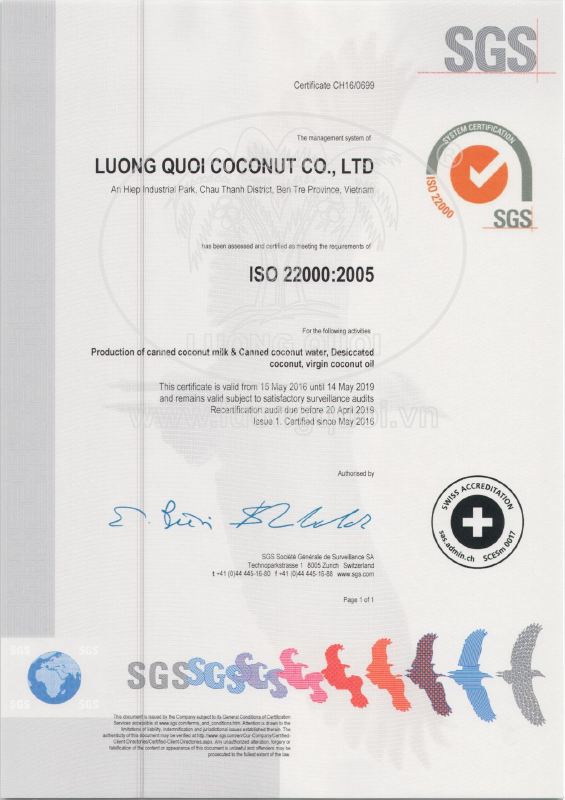 SGS
Certificate CH16/0699
The management system of
LUONG QUOI COCONUT CO., LTD
An Hiep Industrial Park, Chau Thanh District, Ben Tre Province, Vietnam
SYSTEM CERTIFICATION
ISO 22000
SGS
®
has been assessed and certified as meeting the requirements of
ISO 22000:2005
For the following activities
LUONG QUOI
Production of canned coconut milk & Canned coconut water, Desiccated
coconut, virgin coconut oil
This certificate is valid from 15 May 2016 until 14 May 2019
and remains valid subject to satisfactory surveillance audits
Recertification audit due before 20 April 2019
Issue 1. Certified since May 2016
www.luongquoi.vn
Authorised by
SWISS ACCREDITATION
sas.admin.ch SCESm 0017
SGS Société Générale de Surveillance SA
Technoparkstrasse 1 8005 Zurich Switzerland
t +41 (0)44 445-16-80 f +41 (0)44 445-16-88 www.sgs.com
Page 1 of 1
SGS SGS
SGS SGS
SGSSGSSGS
This document is issued by the Company subject to its General Conditions of Certification
Services accessible at www.sgs.com/terms_and_conditions.htm. Attention is drawn to the
limitations of liability, indemnification and jurisdictional issues established therein. The
authenticity of this document may be verified at http://www.sgs.com/en/Our-Company/Certified-
Client-Directories/Certified-Client-Directories.aspx. Any unauthorized alteration, forgery or
falsification of the content or appearance of this document is unlawful and offenders may be
prosecuted to the fullest extent of the law.